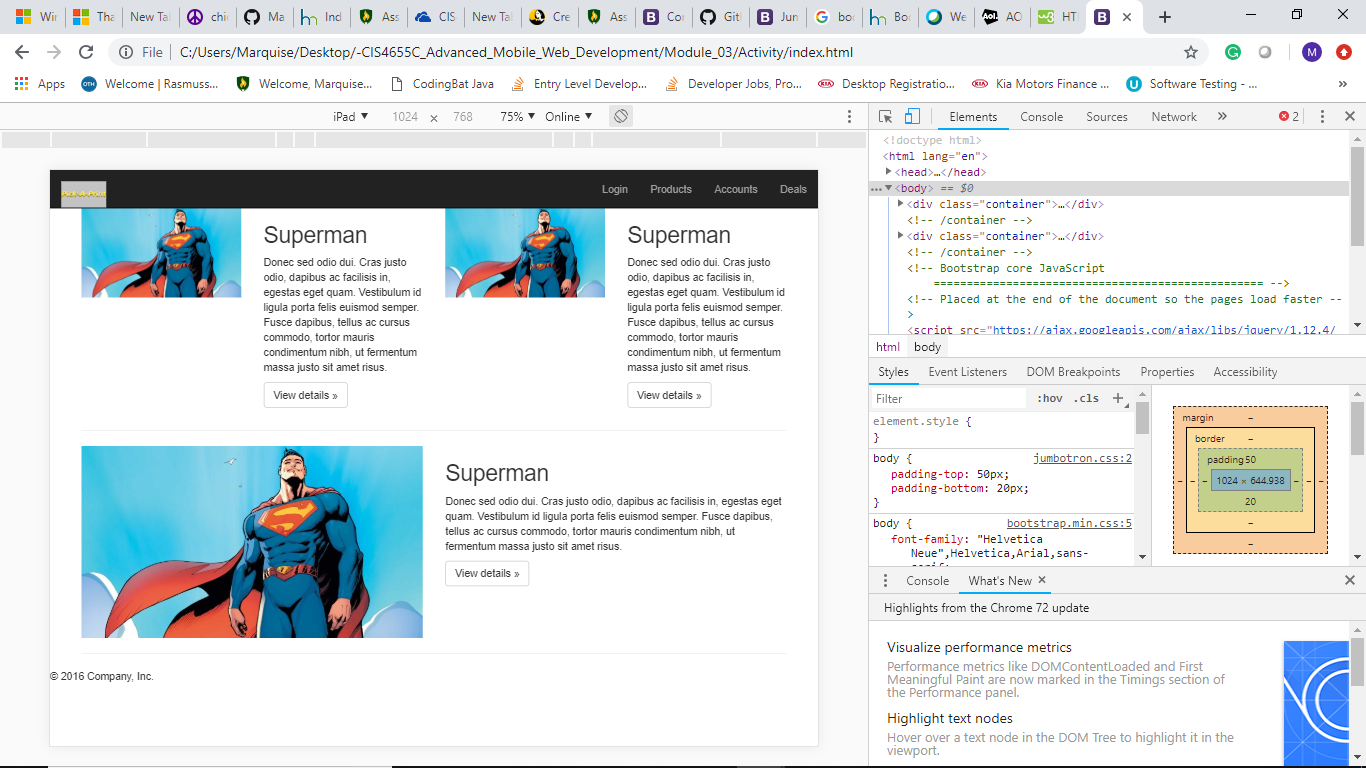 Wir
Tha
New Tal
chi
Ma
Ind
Ass
CIS
New Tal
Cre
Ass
Cor
Git
Jun
boo
Boo
We
AO
HT
File
C:/Users/Marquise/Desktop/-CIS4655C_Advanced_Mobile_Web_Development/Module_03/Activity/index.html
M
Apps
Welcome | Rasmuss...
Welcome, Marquise...
CodingBat Java
Entry Level Develop...
Developer Jobs, Pro...
Desktop Registratio...
Kia Motors Finance ...
Software Testing - ...
»
iPad ▼ 1024 × 768 75% ▼ Online ▼
Elements Console Sources Network » 2
Login Products Accounts Deals
Superman
Donec sed odio dui. Cras justo
odio, dapibus ac facilisis in,
egestas eget quam. Vestibulum id
ligula porta felis euismod semper.
Fusce dapibus, tellus ac cursus
commodo, tortor mauris
condimentum nibh, ut fermentum
massa justo sit amet risus.
View details »
Superman
Donec sed odio dui. Cras justo
odio, dapibus ac facilisis in,
egestas eget quam. Vestibulum id
ligula porta felis euismod semper.
Fusce dapibus, tellus ac cursus
commodo, tortor mauris
condimentum nibh, ut fermentum
massa justo sit amet risus.
View details »
Superman
Donec sed odio dui. Cras justo odio, dapibus ac facilisis in, egestas eget
quam. Vestibulum id ligula porta felis euismod semper. Fusce dapibus,
tellus ac cursus commodo, tortor mauris condimentum nibh, ut
fermentum massa justo sit amet risus.
View details »
© 2016 Company, Inc.
<!doctype html>
<html lang="en">
<head>…</head>
<body> == $0
<div class="container">…</div>
<!-- /container -->
<div class="container">…</div>
<!-- /container -->
<!-- Bootstrap core JavaScript
================================================== -->
<!-- Placed at the end of the document so the pages load faster --
>
<script src="https://ajax.googleapis.com/ajax/libs/jquery/1.12.4/
html body
Styles Event Listeners DOM Breakpoints Properties Accessibility
Filter :hov .cls +
element.style {
}
body { jumbotron.css:2
padding-top: 50px;
padding-bottom: 20px;
}
body { bootstrap.min.css:5
font-family: "Helvetica
Neue",Helvetica,Arial,sans-
serif;
margin –
border –
padding 50
– – – 1024 × 644.938 – – –
20
–
–
Console What's New ×
Highlights from the Chrome 72 update
Visualize performance metrics
Performance metrics like DOMContentLoaded and First
Meaningful Paint are now marked in the Timings section of
the Performance panel.
Highlight text nodes
Hover over a text node in the DOM Tree to highlight it in the
viewport.